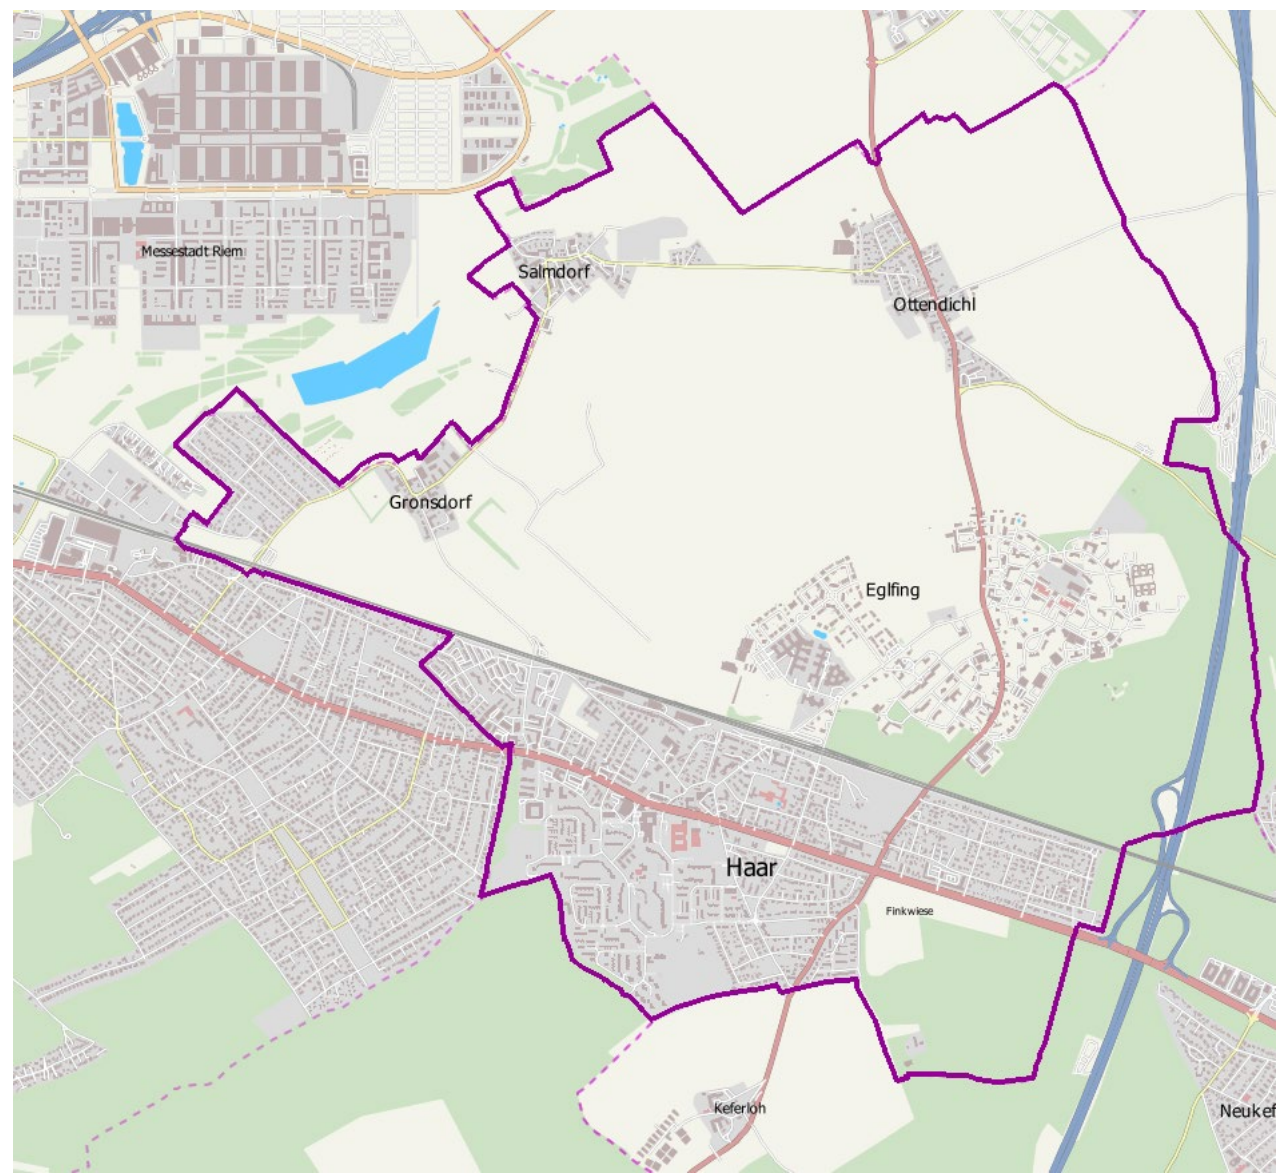 Messestadt Riem
Salmdorf
Ottendichl
Gronsdorf
Eglfing
Haar
Finkwiese
Keferloh
Neukef